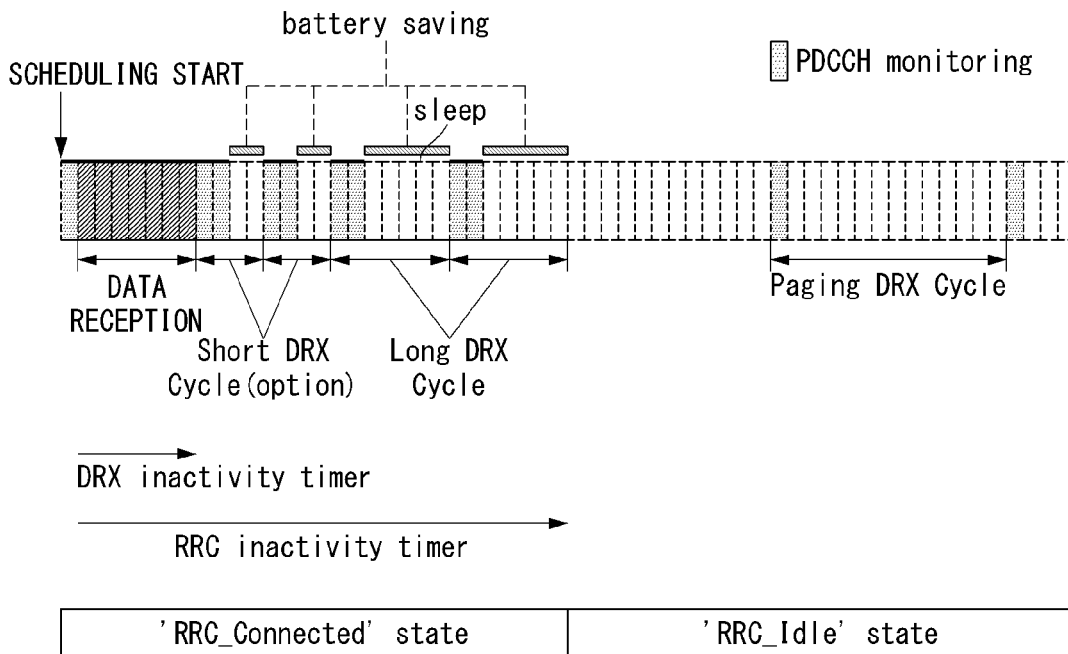 battery saving
SCHEDULING START
PDCCH monitoring
sleep
DATA
RECEPTION
Paging DRX Cycle
Short DRX
Cycle(option)
Long DRX
Cycle
DRX inactivity timer
RRC inactivity timer
'RRC_Connected' state
'RRC_Idle' state